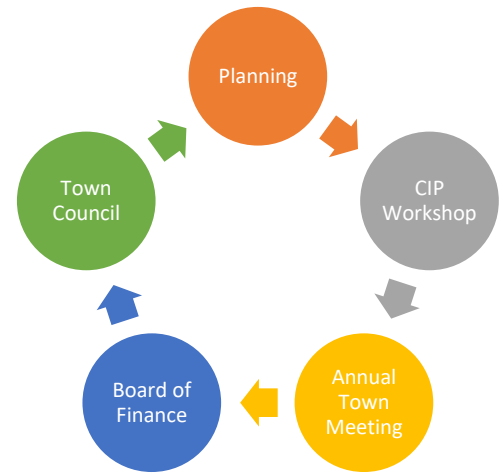 Planning
CIP
Workshop
Annual
Town
Meeting
Board of
Finance
Town
Council